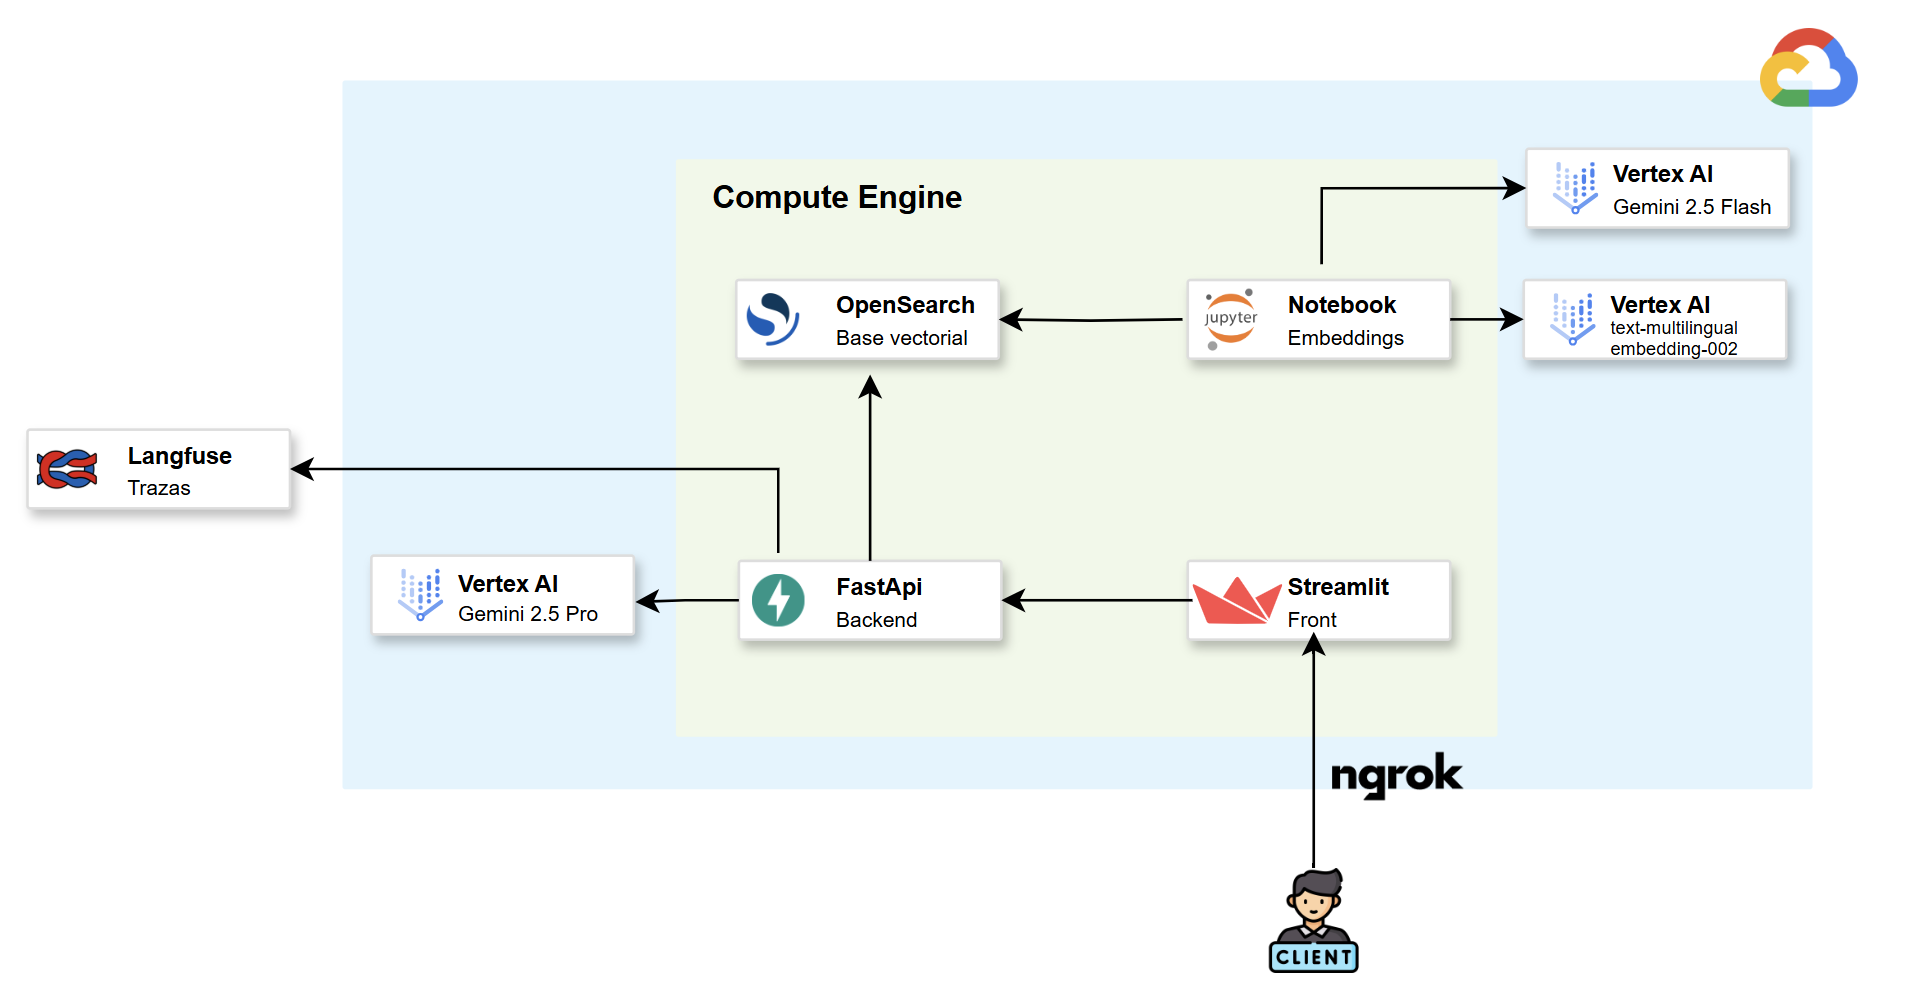 Compute Engine
Vertex AI
Gemini 2.5 Flash
OpenSearch
Base vectorial
jupyter
Notebook
Embeddings
Vertex AI
text-multilingual
embedding-002
Langfuse
Trazas
Vertex AI
Gemini 2.5 Pro
FastApi
Backend
Streamlit
Front
ngrok
CLIENT